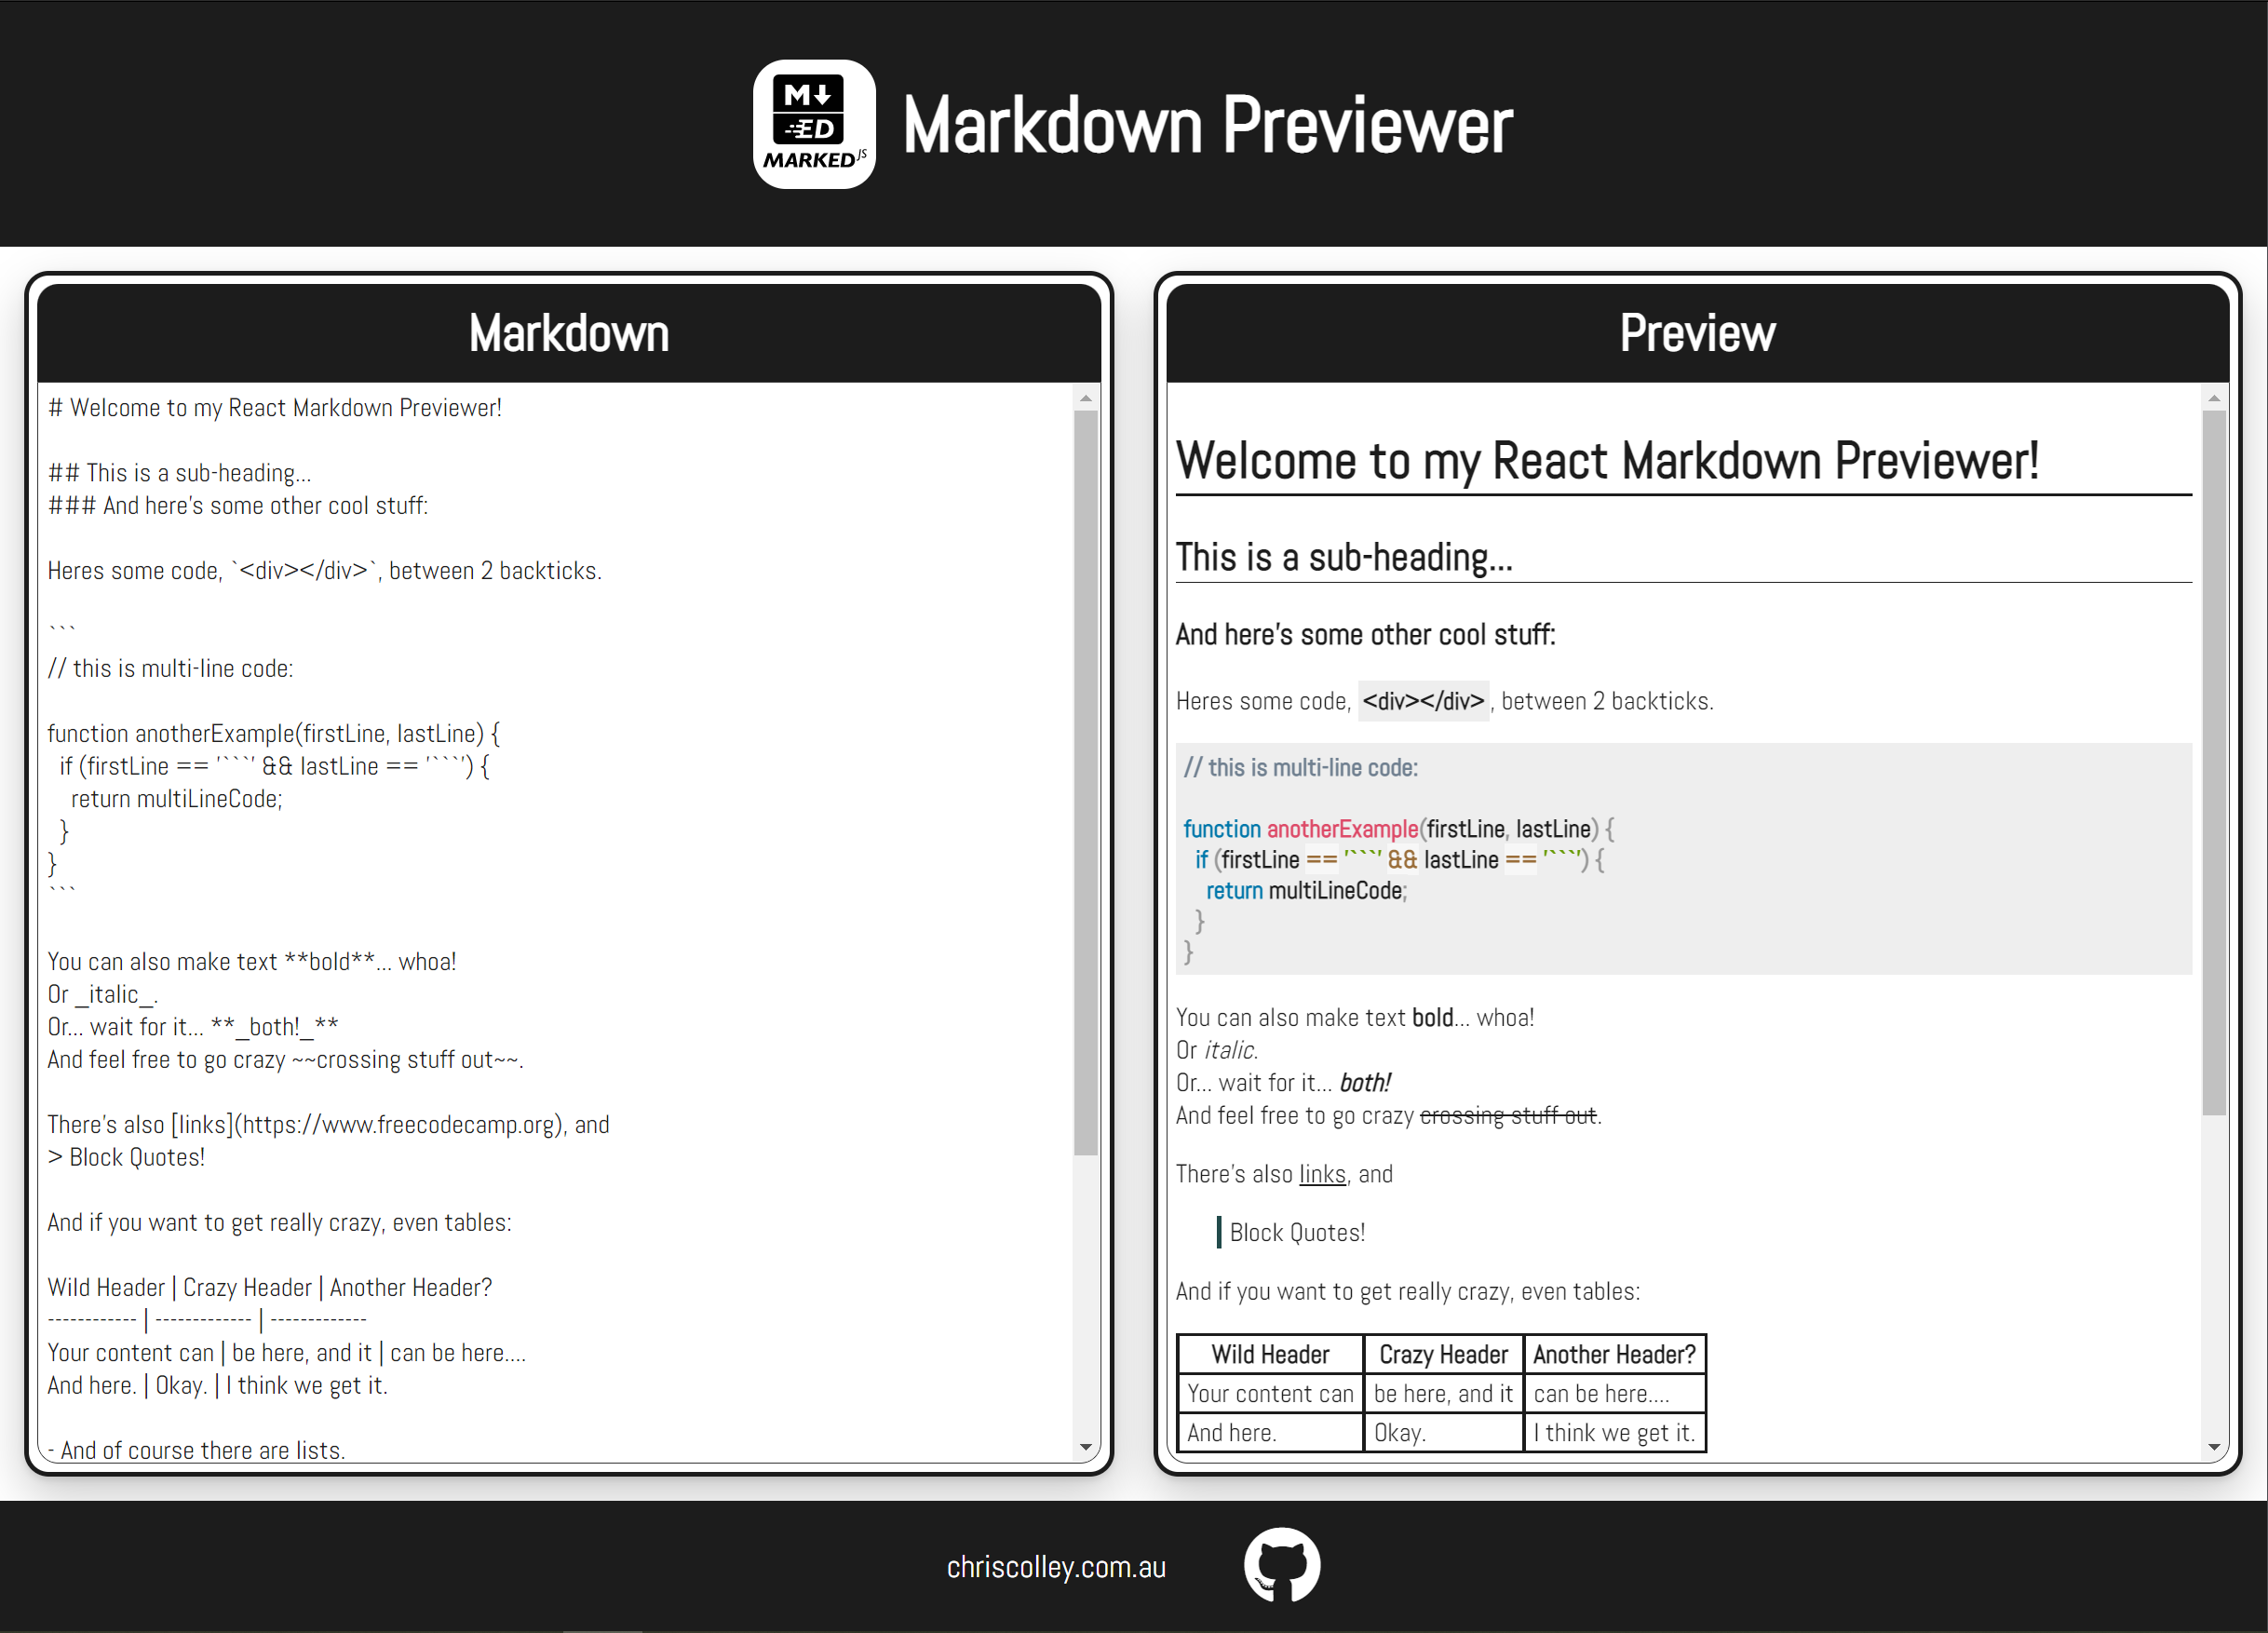 M
ED
MARKED JS
Markdown Previewer
Markdown
# Welcome to my React Markdown Previewer!
## This is a sub-heading...
### And here's some other cool stuff:
Heres some code, `<div></div>`, between 2 backticks.
```
// this is multi-line code:
function anotherExample(firstLine, lastLine) {
  if (firstLine == '```' && lastLine == '```') {
    return multiLineCode;
  }
}
```
You can also make text **bold**... whoa!
Or _italic_.
Or... wait for it... **_both!_**
And feel free to go crazy ~~crossing stuff out~~.
There's also [links](https://www.freecodecamp.org), and
> Block Quotes!
And if you want to get really crazy, even tables:
Wild Header | Crazy Header | Another Header?
------------ | ------------- | -------------
Your content can | be here, and it | can be here....
And here. | Okay. | I think we get it.
- And of course there are lists.
Preview
Welcome to my React Markdown Previewer!
This is a sub-heading...
And here's some other cool stuff:
Heres some code, <div></div>, between 2 backticks.
// this is multi-line code:
function anotherExample(firstLine, lastLine) {
  if (firstLine == '```' && lastLine == '```') {
    return multiLineCode;
  }
}
You can also make text bold... whoa!
Or italic.
Or... wait for it... both!
And feel free to go crazy crossing stuff out.
There's also links, and
Block Quotes!
And if you want to get really crazy, even tables:
Wild Header Crazy Header Another Header?
Your content can be here, and it can be here....
And here. Okay. I think we get it.
chriscolley.com.au